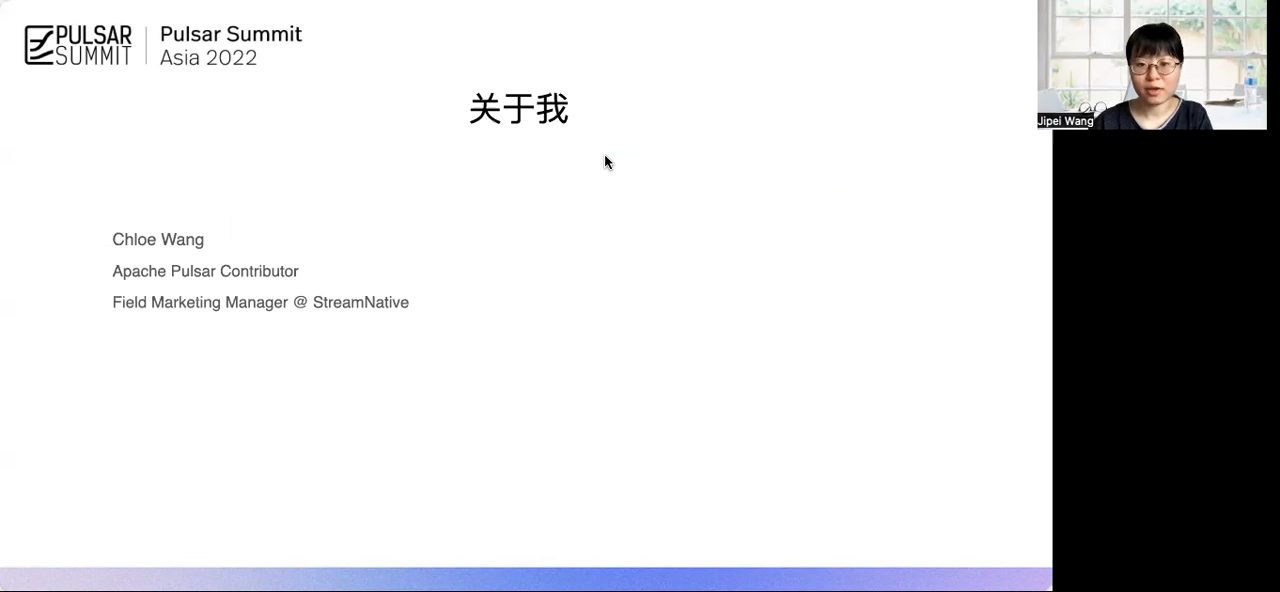 PULSAR
SUMMIT
Pulsar Summit
Asia 2022
关于我
Jipei Wang
Chloe Wang
Apache Pulsar Contributor
Field Marketing Manager @ StreamNative